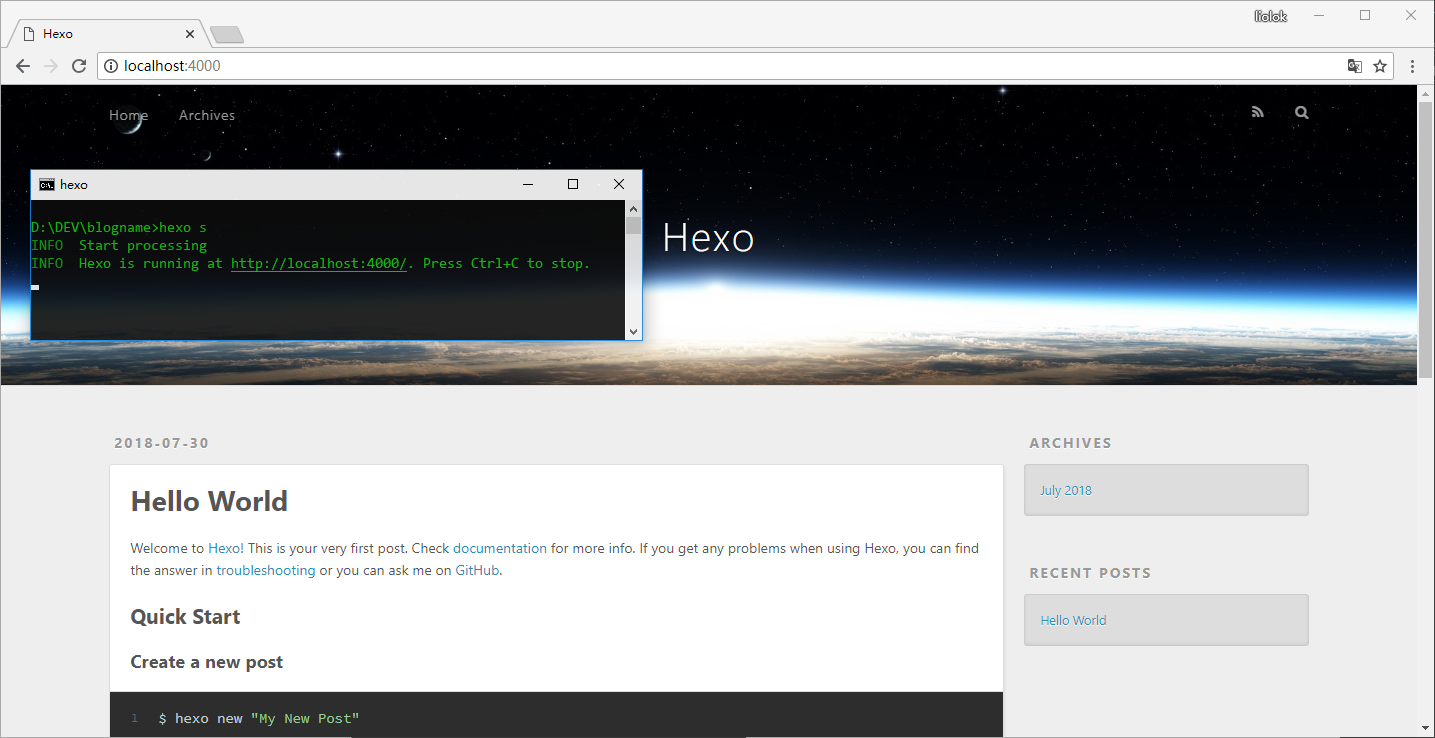 liolok
Hexo
localhost:4000
Home Archives
hexo
D:\DEV\blogname>hexo s
INFO  Start processing
INFO  Hexo is running at http://localhost:4000/. Press Ctrl+C to stop.
Hexo
2018-07-30
Hello World
Welcome to Hexo! This is your very first post. Check documentation for more info. If you get any problems when using Hexo, you can find
the answer in troubleshooting or you can ask me on GitHub.
Quick Start
Create a new post
1 $ hexo new "My New Post"
ARCHIVES
July 2018
RECENT POSTS
Hello World